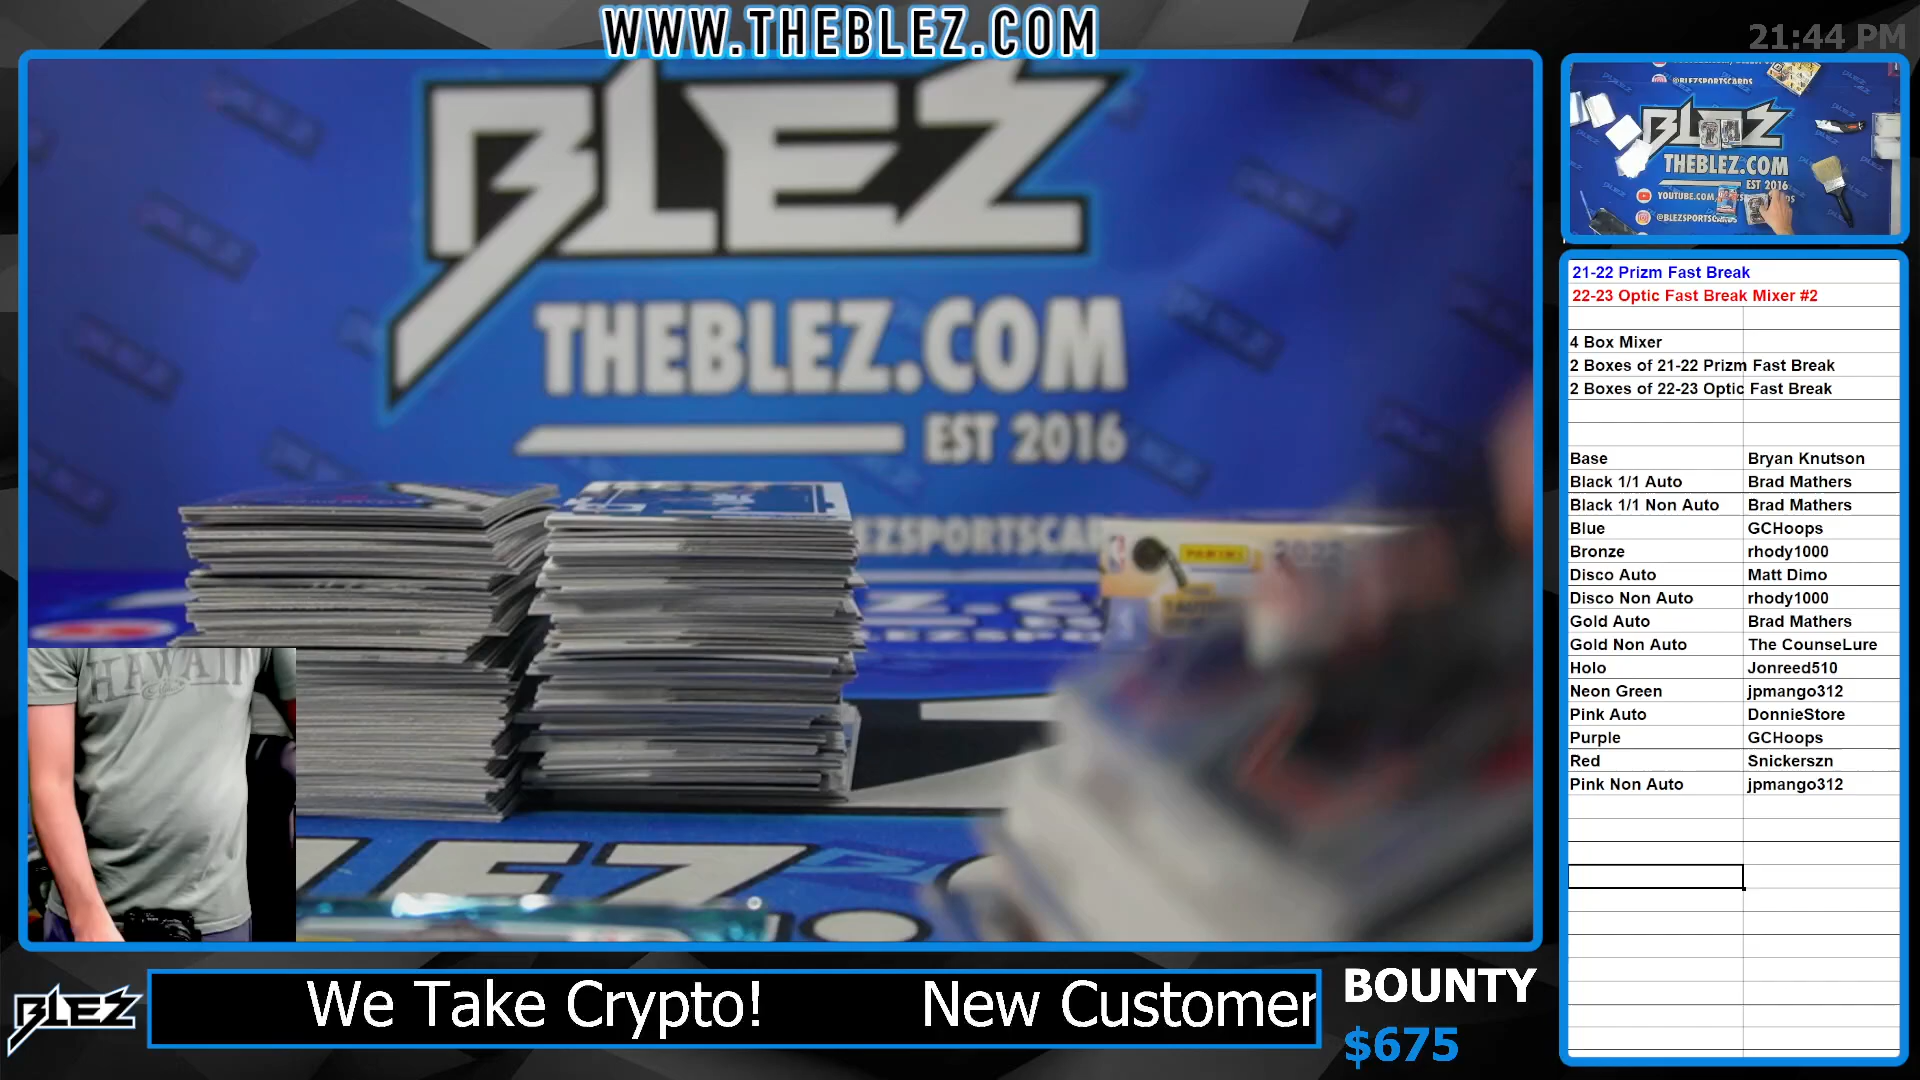 WWW.THEBLEZ.COM
21:44 PM
BLEZ
THEBLEZ.COM
EST 2016
EZSPORTSCAR
PANINI
@BLEZSPORTSCARDS
BLEZ
THEBLEZ.COM
EST 2016
@BLEZSPORTSCARDS
21-22 Prizm Fast Break
22-23 Optic Fast Break Mixer #2
4 Box Mixer
2 Boxes of 21-22 Prizm Fast Break
2 Boxes of 22-23 Optic Fast Break
Base Bryan Knutson
Black 1/1 Auto Brad Mathers
Black 1/1 Non Auto Brad Mathers
Blue GCHoops
Bronze rhody1000
Disco Auto Matt Dimo
Disco Non Auto rhody1000
Gold Auto Brad Mathers
Gold Non Auto The CounseLure
Holo Jonreed510
Neon Green jpmango312
Pink Auto DonnieStore
Purple GCHoops
Red Snickerszn
Pink Non Auto jpmango312
HAWAII
BLEZ
We Take Crypto! New Customer
BOUNTY
$675